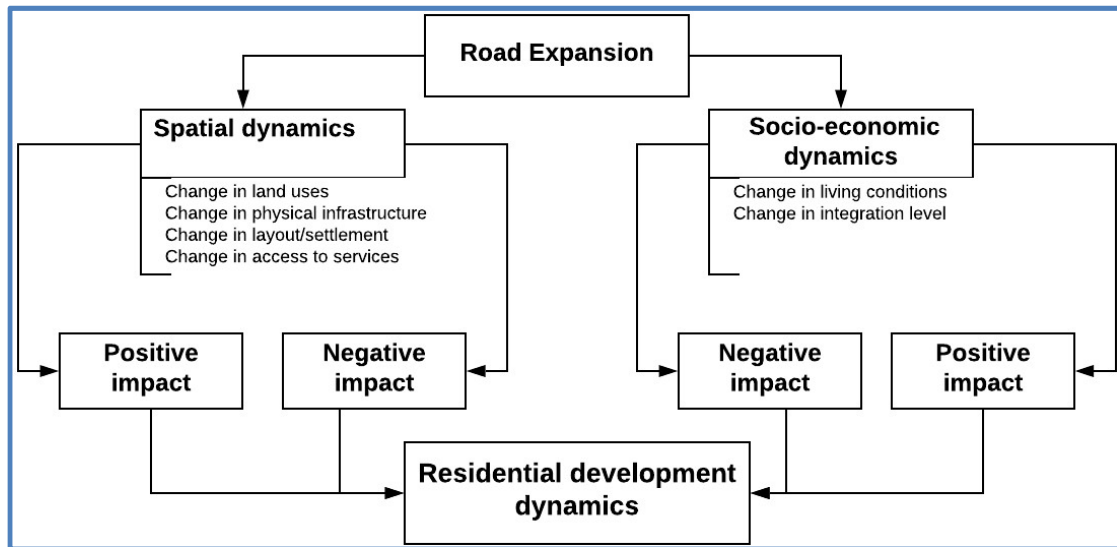 Road Expansion
Spatial dynamics
Change in land uses
Change in physical infrastructure
Change in layout/settlement
Change in access to services
Socio-economic
dynamics
Change in living conditions
Change in integration level
Positive
impact
Negative
impact
Negative
impact
Positive
impact
Residential development
dynamics